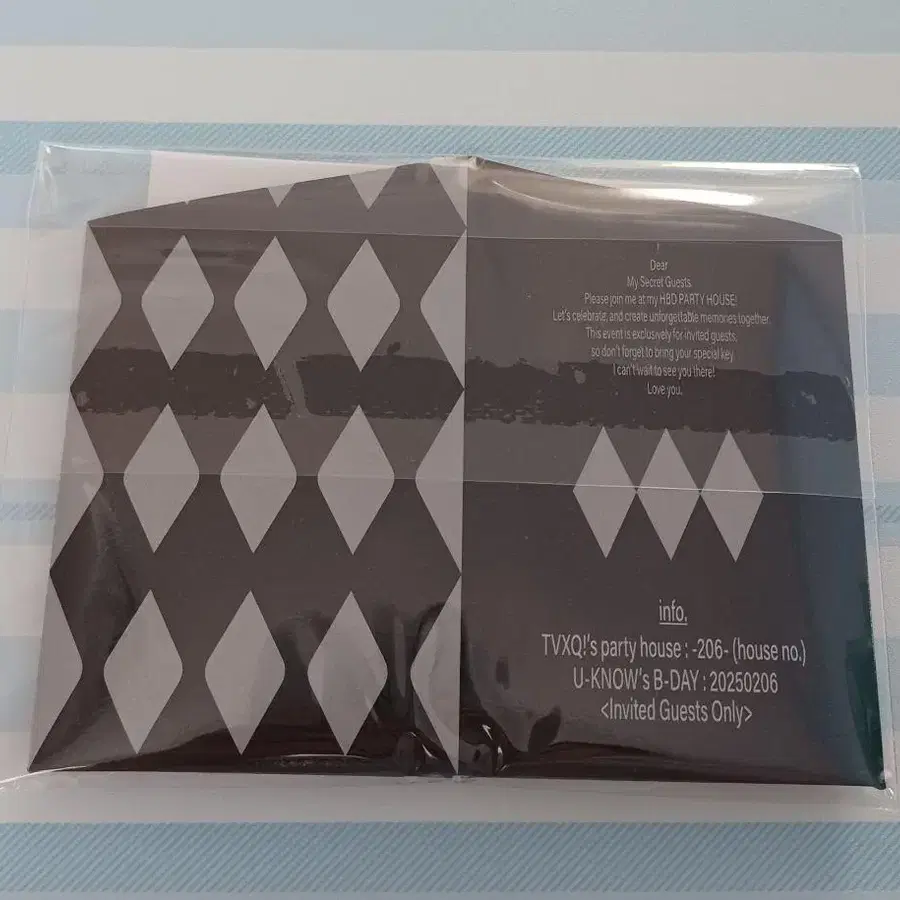 Dear
My Secret Guests.
Please join me at my HBD PARTY HOUSE!
Let's celebrate, and create unforgettable memories together.
This event is exclusively for invited guests,
so don't forget to bring your special key.
I can't wait to see you there!
Love you.
info.
TVXQ!'s party house : -206- (house no.)
U-KNOW's B-DAY : 20250206
<Invited Guests Only>